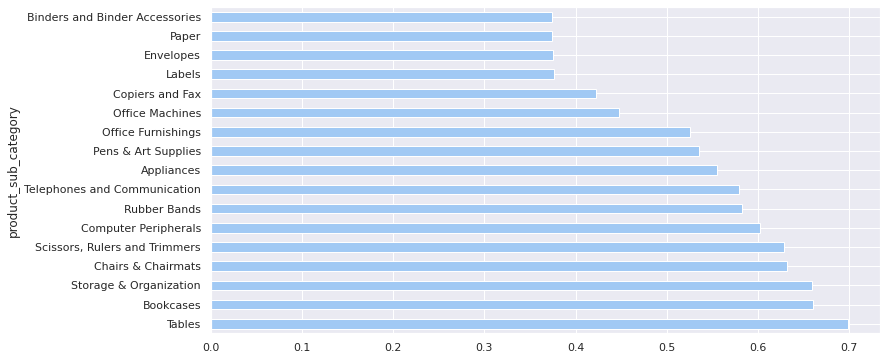 Binders and Binder Accessories
Paper
Envelopes
Labels
Copiers and Fax
Office Machines
Office Furnishings
Pens & Art Supplies
Appliances
Telephones and Communication
Rubber Bands
Computer Peripherals
Scissors, Rulers and Trimmers
Chairs & Chairmats
Storage & Organization
Bookcases
Tables
product_sub_category
0.0 0.1 0.2 0.3 0.4 0.5 0.6 0.7